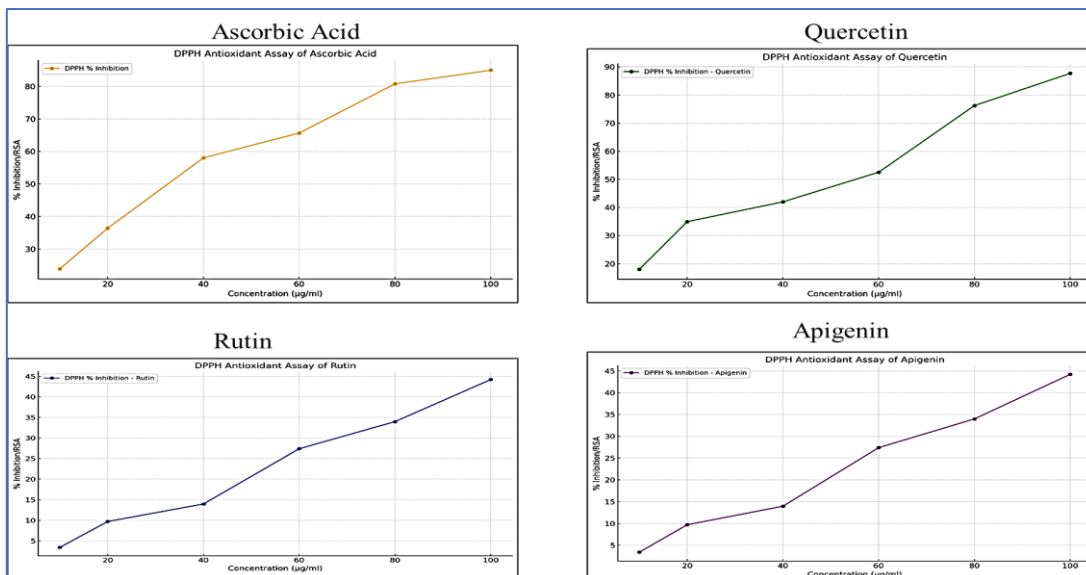 Ascorbic Acid
DPPH Antioxidant Assay of Ascorbic Acid
DPPH % Inhibition
% Inhibition/RSA
80
70
60
50
40
30
20
40
60
80
100
Concentration (µg/ml)
Quercetin
DPPH Antioxidant Assay of Quercetin
DPPH % Inhibition - Quercetin
% Inhibition/RSA
90
80
70
60
50
40
30
20
20
40
60
80
100
Concentration (µg/ml)
Rutin
DPPH Antioxidant Assay of Rutin
DPPH % Inhibition - Rutin
% Inhibition/RSA
45
40
35
30
25
20
15
10
5
20
40
60
80
100
Concentration (µg/ml)
Apigenin
DPPH Antioxidant Assay of Apigenin
DPPH % Inhibition - Apigenin
% Inhibition/RSA
45
40
35
30
25
20
15
10
5
20
40
60
80
100
Concentration (µg/ml)